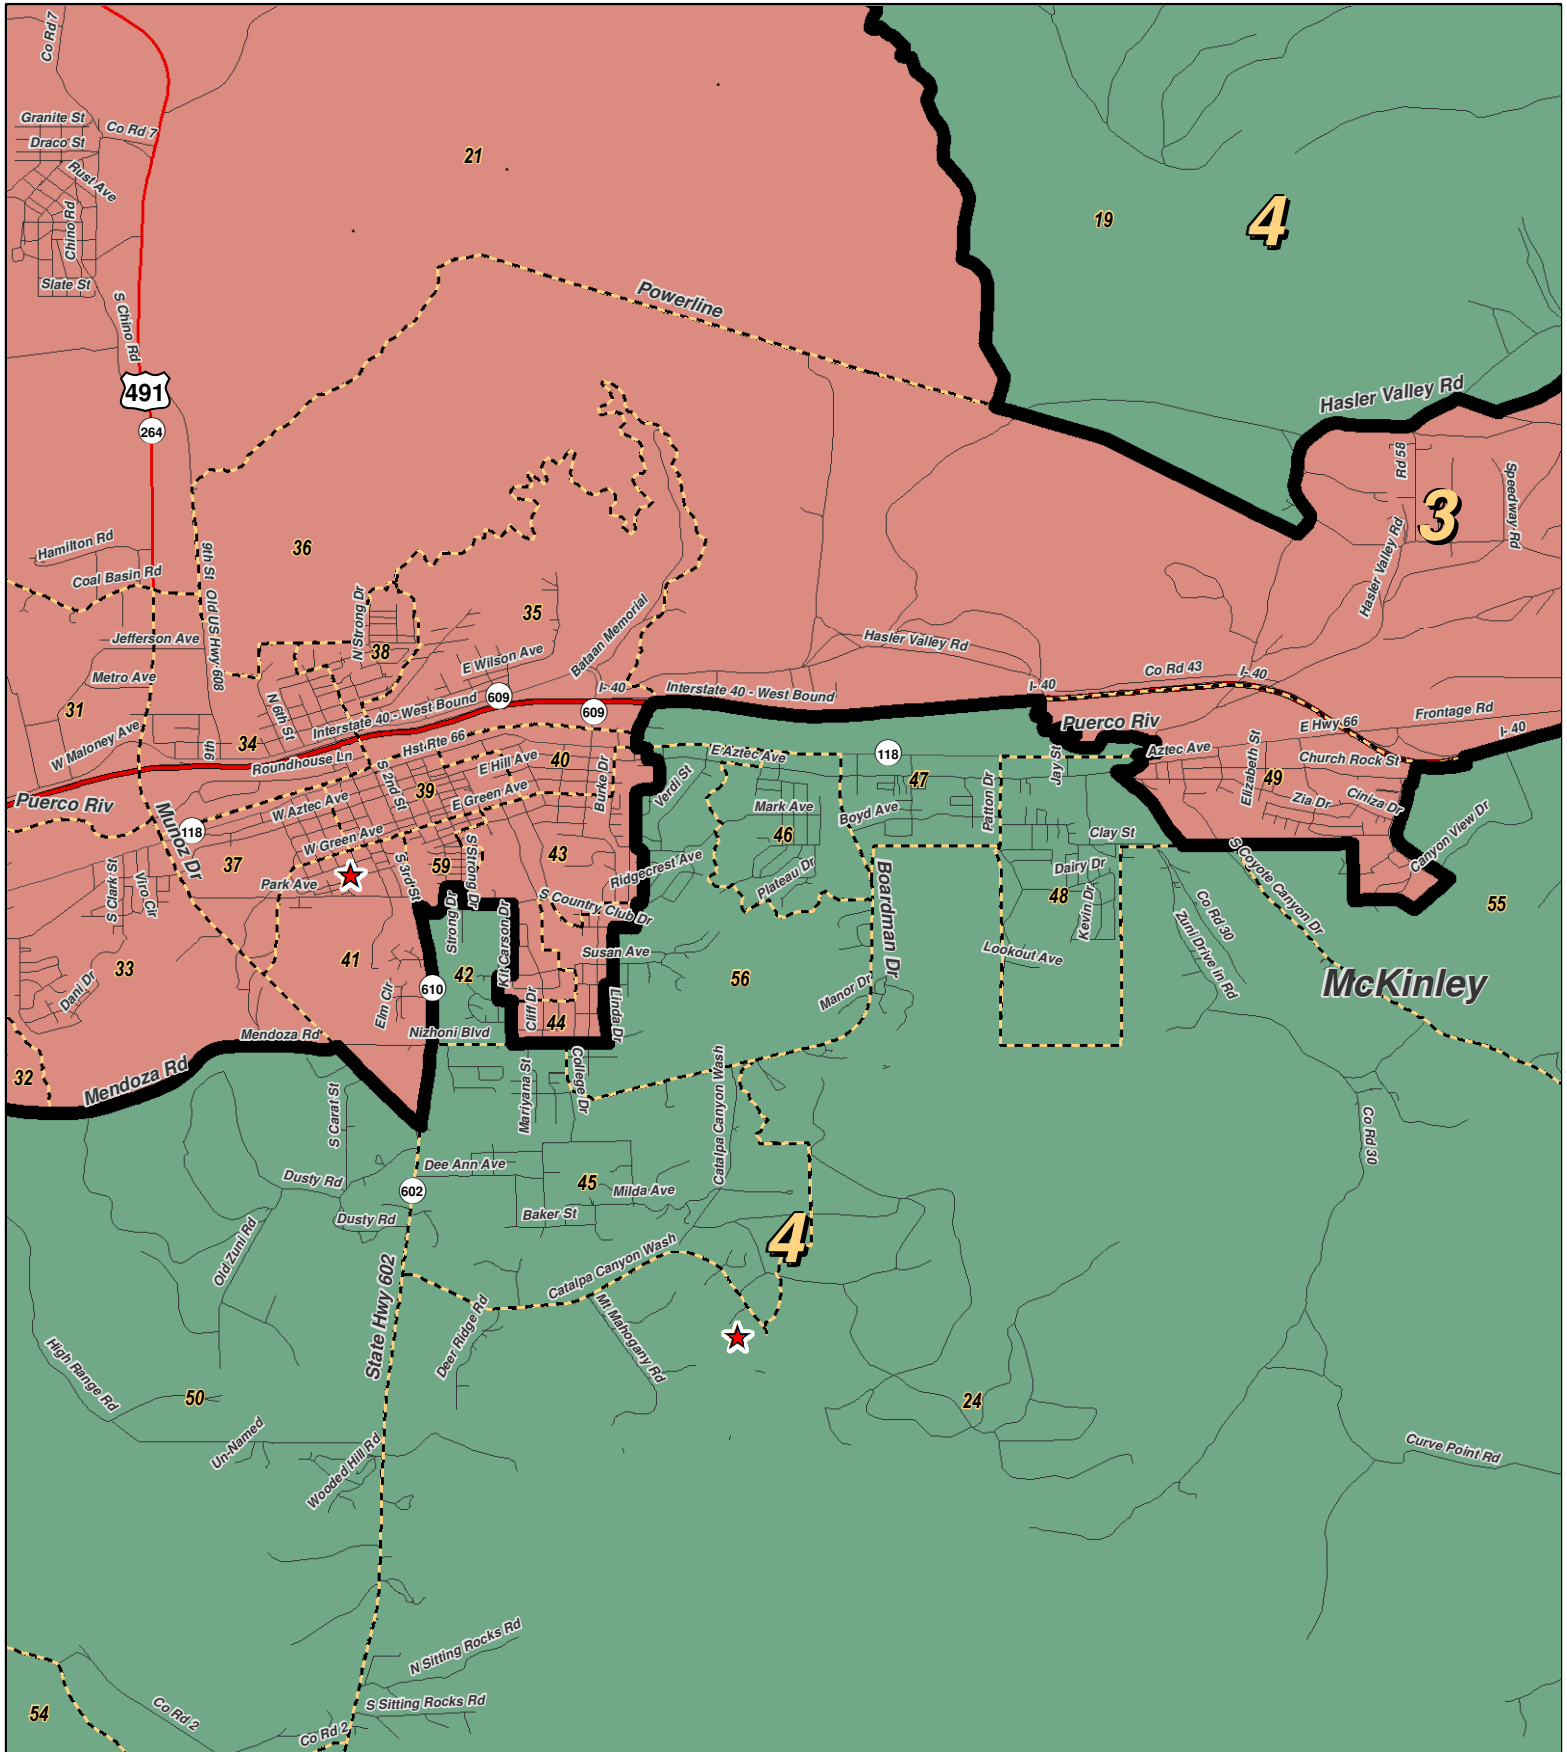 Co Rd 7
Granite St
Co Rd 7
Draco St
21
Rust Ave
19
4
Chino Rd
Slate St
S Chino Rd
Powerline
491
Hasler Valley Rd
264
Rd 58
Speedway Rd
3
Hamilton Rd
9th St
36
Coal Basin Rd
Old US Hwy 608
N Strong Dr
35
Bataan Memorial
Hasler Valley Rd
Jefferson Ave
38
E Wilson Ave
Hasler Valley Rd
Metro Ave
Co Rd 43
I- 40
I- 40
Interstate 40 - West Bound
I- 40
31
N 6th St
609
609
Interstate 40 - West Bound
Puerco Riv
E Hwy 66
Frontage Rd
W Maloney Ave
9th
34
Hst Rte 66
I- 40
Roundhouse Ln
E Hill Ave
40
E Aztec Ave
118
Aztec Ave
Elizabeth St
Church Rock St
Puerco Riv
S 2nd St
39
Burke Dr
Verdi St
47
Patton Dr
Jay St
49
W Aztec Ave
E Green Ave
Mark Ave
Boyd Ave
Zia Dr
Ciniza Dr
Munoz Dr
118
W Green Ave
46
Clay St
Canyon View Dr
37
S 3rd St
59
S Strong Dr
43
Ridgecrest Ave
Plateau Dr
Boardman Dr
Dairy Dr
S Coyote Canyon Dr
S Clark St
Viro Cir
Park Ave
Strong Dr
Kit Carson Dr
S Country Club Dr
48
Kevin Dr
Co Rd 30
55
Zuni Drive In Rd
33
41
42
Susan Ave
56
Lookout Ave
McKinley
Dani Dr
Elm Cir
610
Cliff Dr
Linda Dr
Manor Dr
44
Mendoza Rd
Nizhoni Blvd
32
Mendoza Rd
S Carat St
Mariyana St
College Dr
Catalpa Canyon Wash
Co Rd 30
Dee Ann Ave
Dusty Rd
602
45
Milda Ave
Dusty Rd
Baker St
4
Old Zuni Rd
State Hwy 602
Catalpa Canyon Wash
Deer Ridge Rd
Mt Mahogany Rd
High Range Rd
50
24
Un-Named
Wooded Hill Rd
Curve Point Rd
N Sitting Rocks Rd
S Sitting Rocks Rd
54
Co Rd 2
Co Rd 2